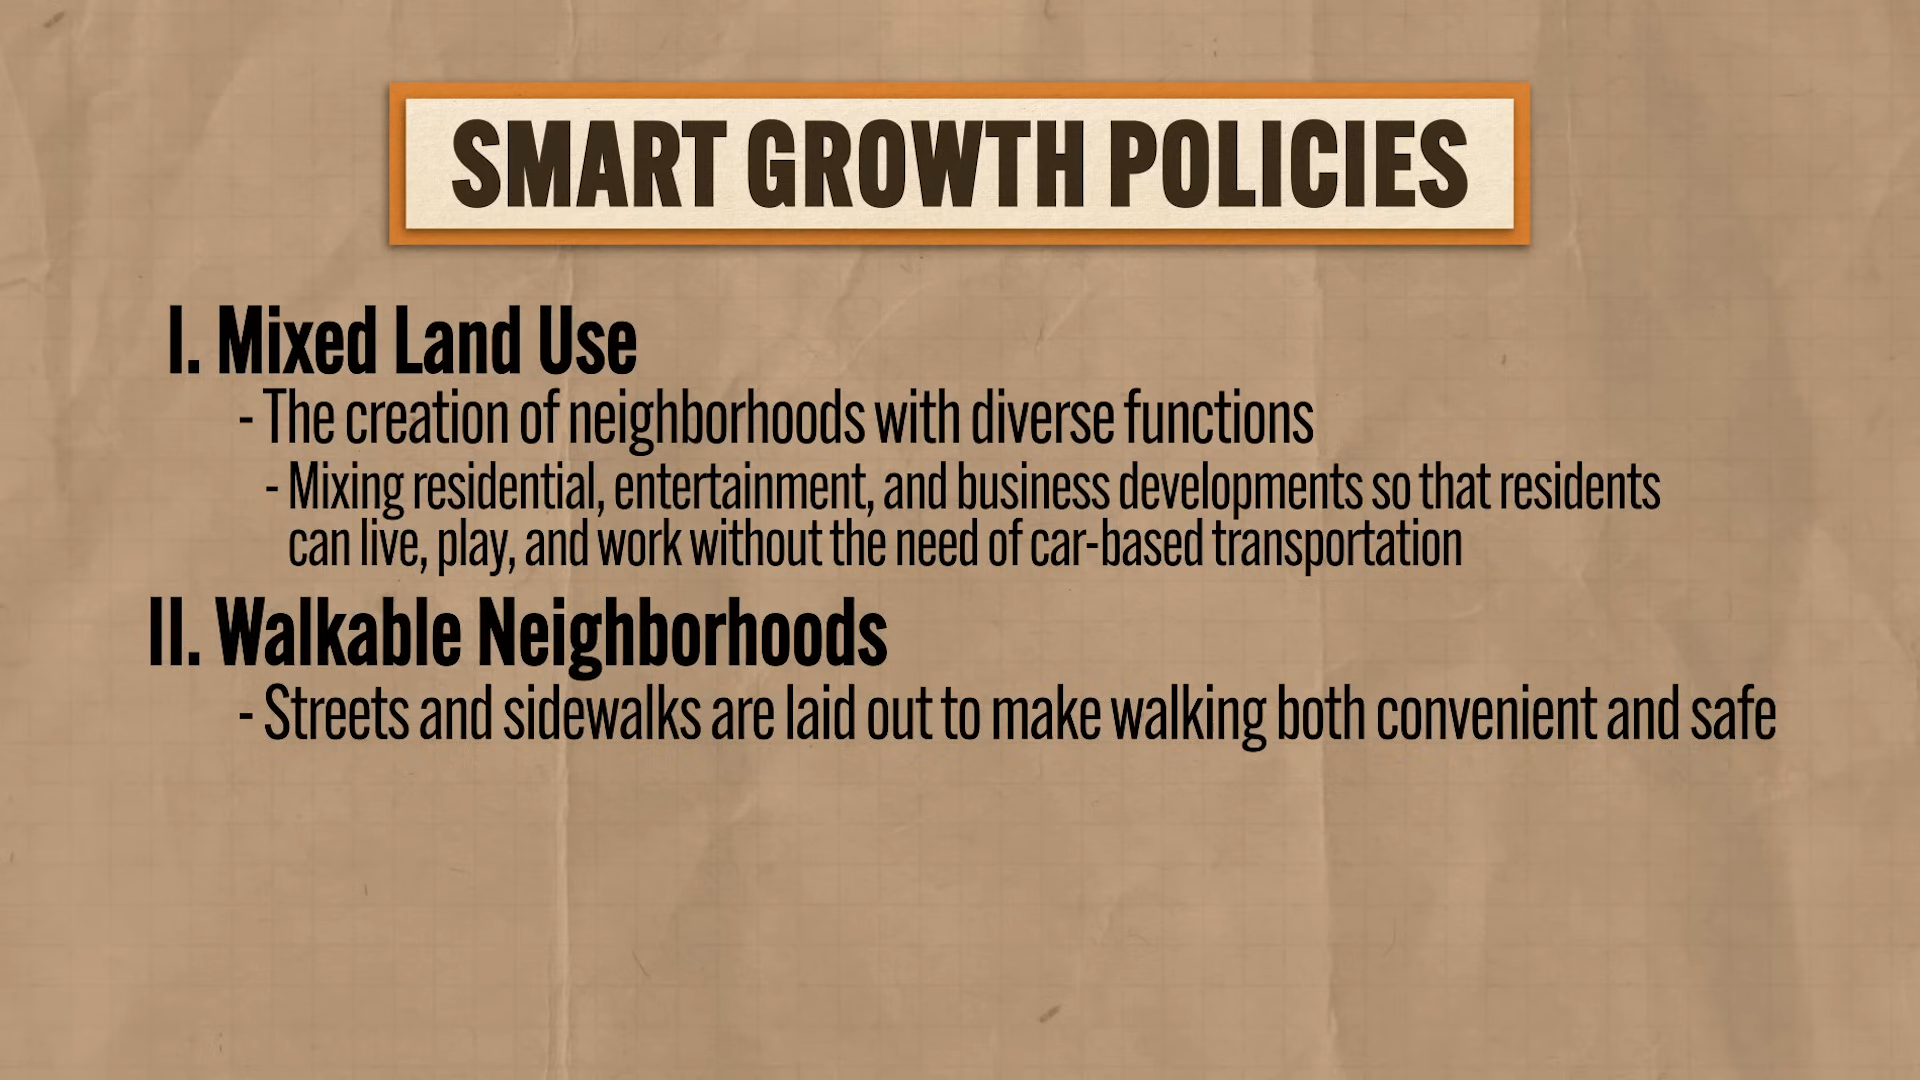 SMART GROWTH POLICIES
I. Mixed Land Use
- The creation of neighborhoods with diverse functions
- Mixing residential, entertainment, and business developments so that residents
can live, play, and work without the need of car-based transportation
II. Walkable Neighborhoods
- Streets and sidewalks are laid out to make walking both convenient and safe